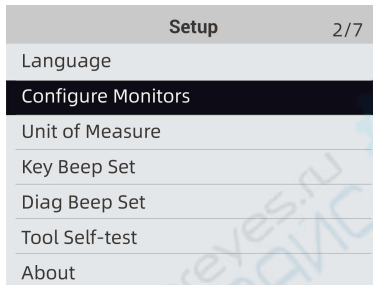 Setup 2/7
Language
Configure Monitors
Unit of Measure
Key Beep Set
Diag Beep Set
Tool Self-test
About